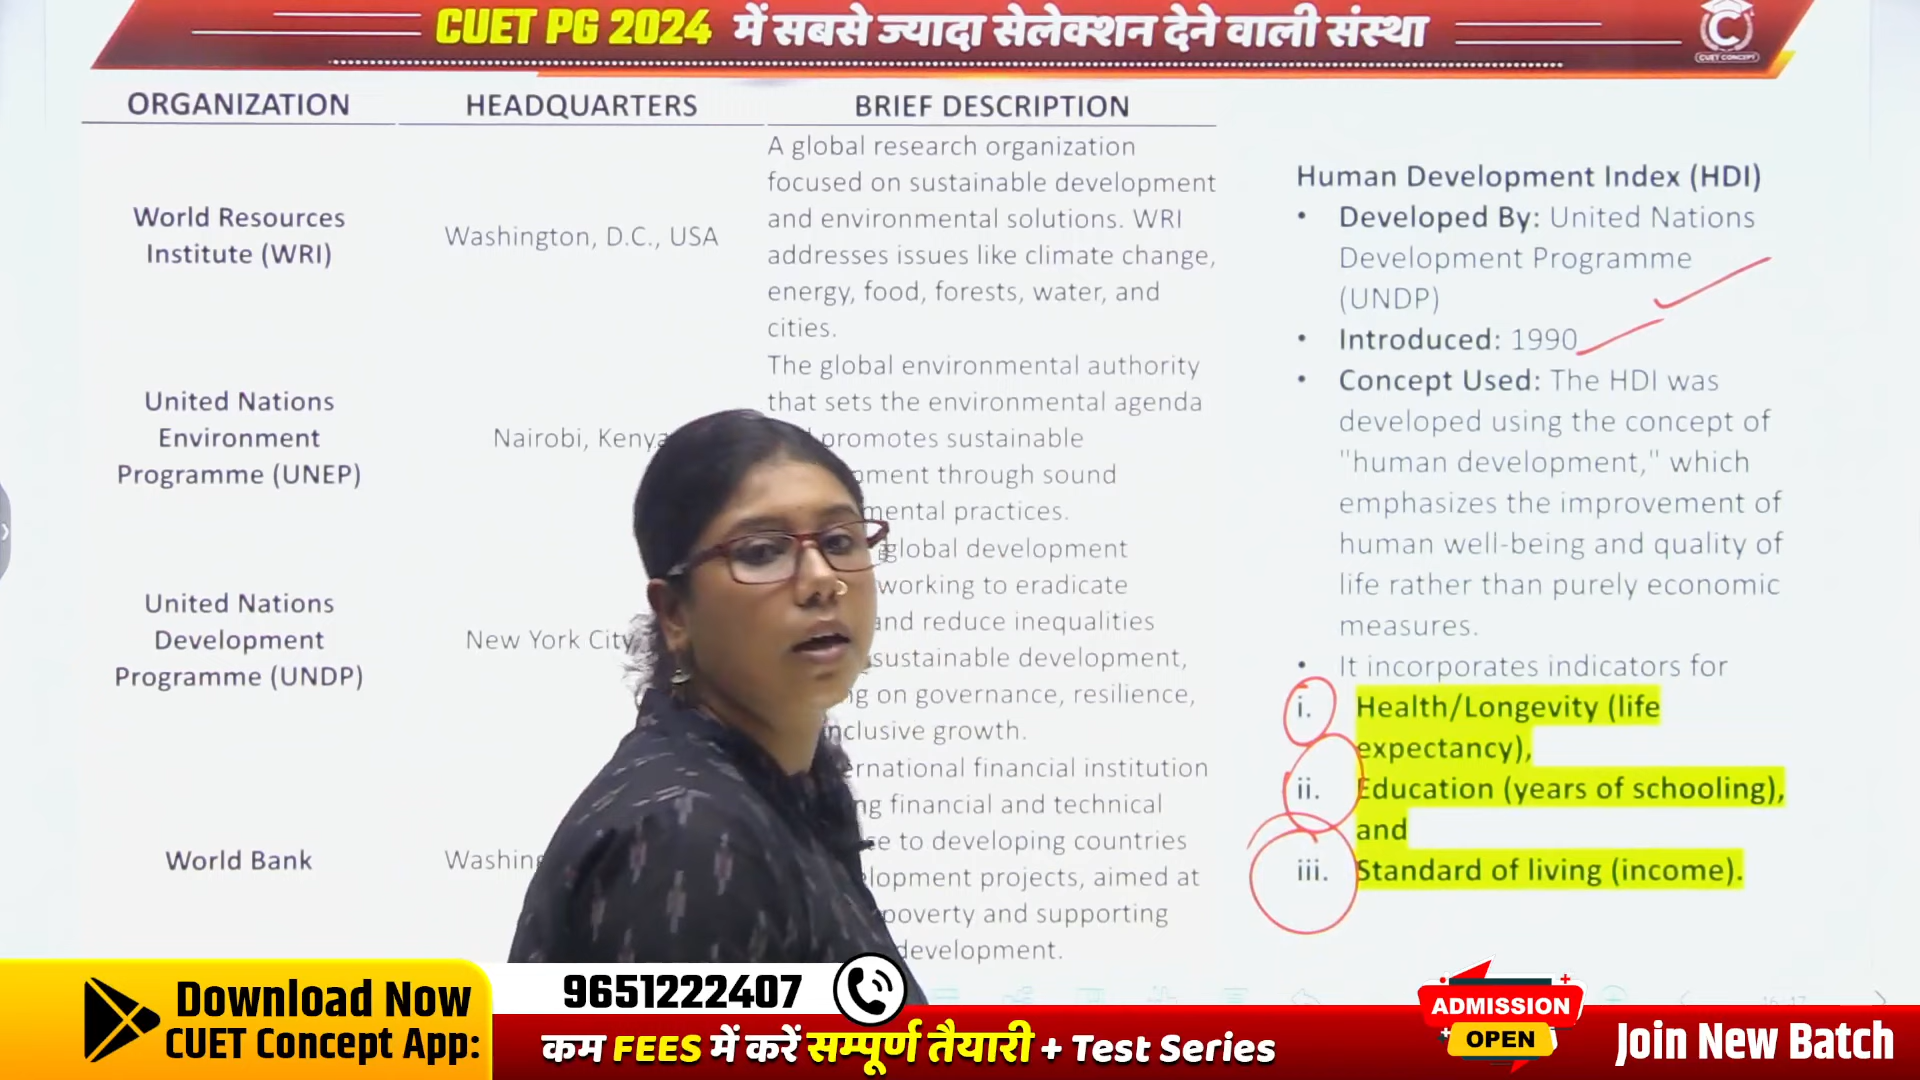 CUET PG 2024 में सबसे ज्यादा सेलेक्शन देने वाली संस्था
C
CUET CONCEPT
ORGANIZATION HEADQUARTERS BRIEF DESCRIPTION
World Resources
Institute (WRI)
Washington, D.C., USA
A global research organization
focused on sustainable development
and environmental solutions. WRI
addresses issues like climate change,
energy, food, forests, water, and
cities.
United Nations
Environment
Programme (UNEP)
Nairobi, Kenya
The global environmental authority
that sets the environmental agenda
promotes sustainable
through sound
practices.
United Nations
Development
Programme (UNDP)
New York City
global development
working to eradicate
and reduce inequalities
sustainable development,
on governance, resilience,
growth.
World Bank
financial institution
financial and technical
to developing countries
projects, aimed at
poverty and supporting
development.
Human Development Index (HDI)
• Developed By: United Nations
Development Programme
(UNDP)
• Introduced: 1990
• Concept Used: The HDI was
developed using the concept of
"human development," which
emphasizes the improvement of
human well-being and quality of
life rather than purely economic
measures.
• It incorporates indicators for
i. Health/Longevity (life
expectancy),
ii. Education (years of schooling),
and
iii. Standard of living (income).
Download Now
CUET Concept App:
9651222407
कम FEES में करें सम्पूर्ण तैयारी + Test Series
ADMISSION
OPEN
Join New Batch